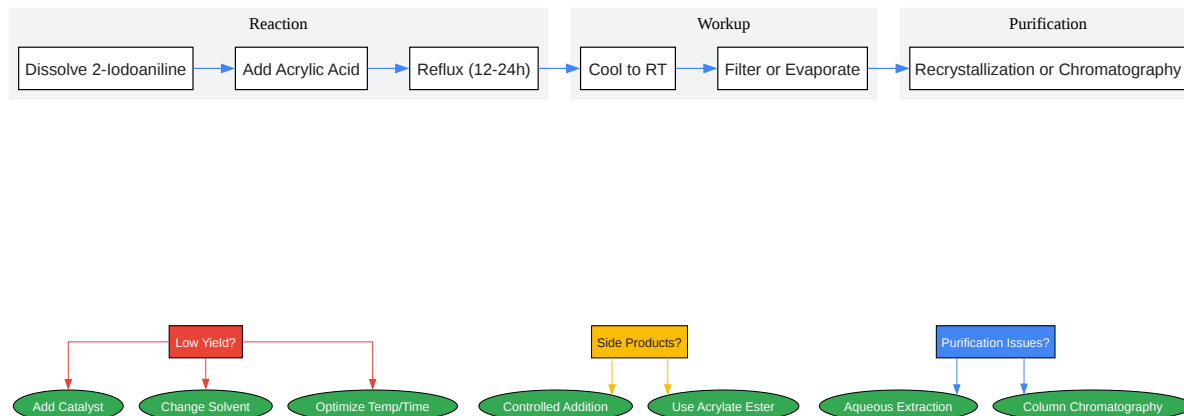 Reaction
Workup
Purification
Dissolve 2-Iodoaniline
Add Acrylic Acid
Reflux (12-24h)
Cool to RT
Filter or Evaporate
Recrystallization or Chromatography
Low Yield?
Side Products?
Purification Issues?
Add Catalyst
Change Solvent
Optimize Temp/Time
Controlled Addition
Use Acrylate Ester
Aqueous Extraction
Column Chromatography